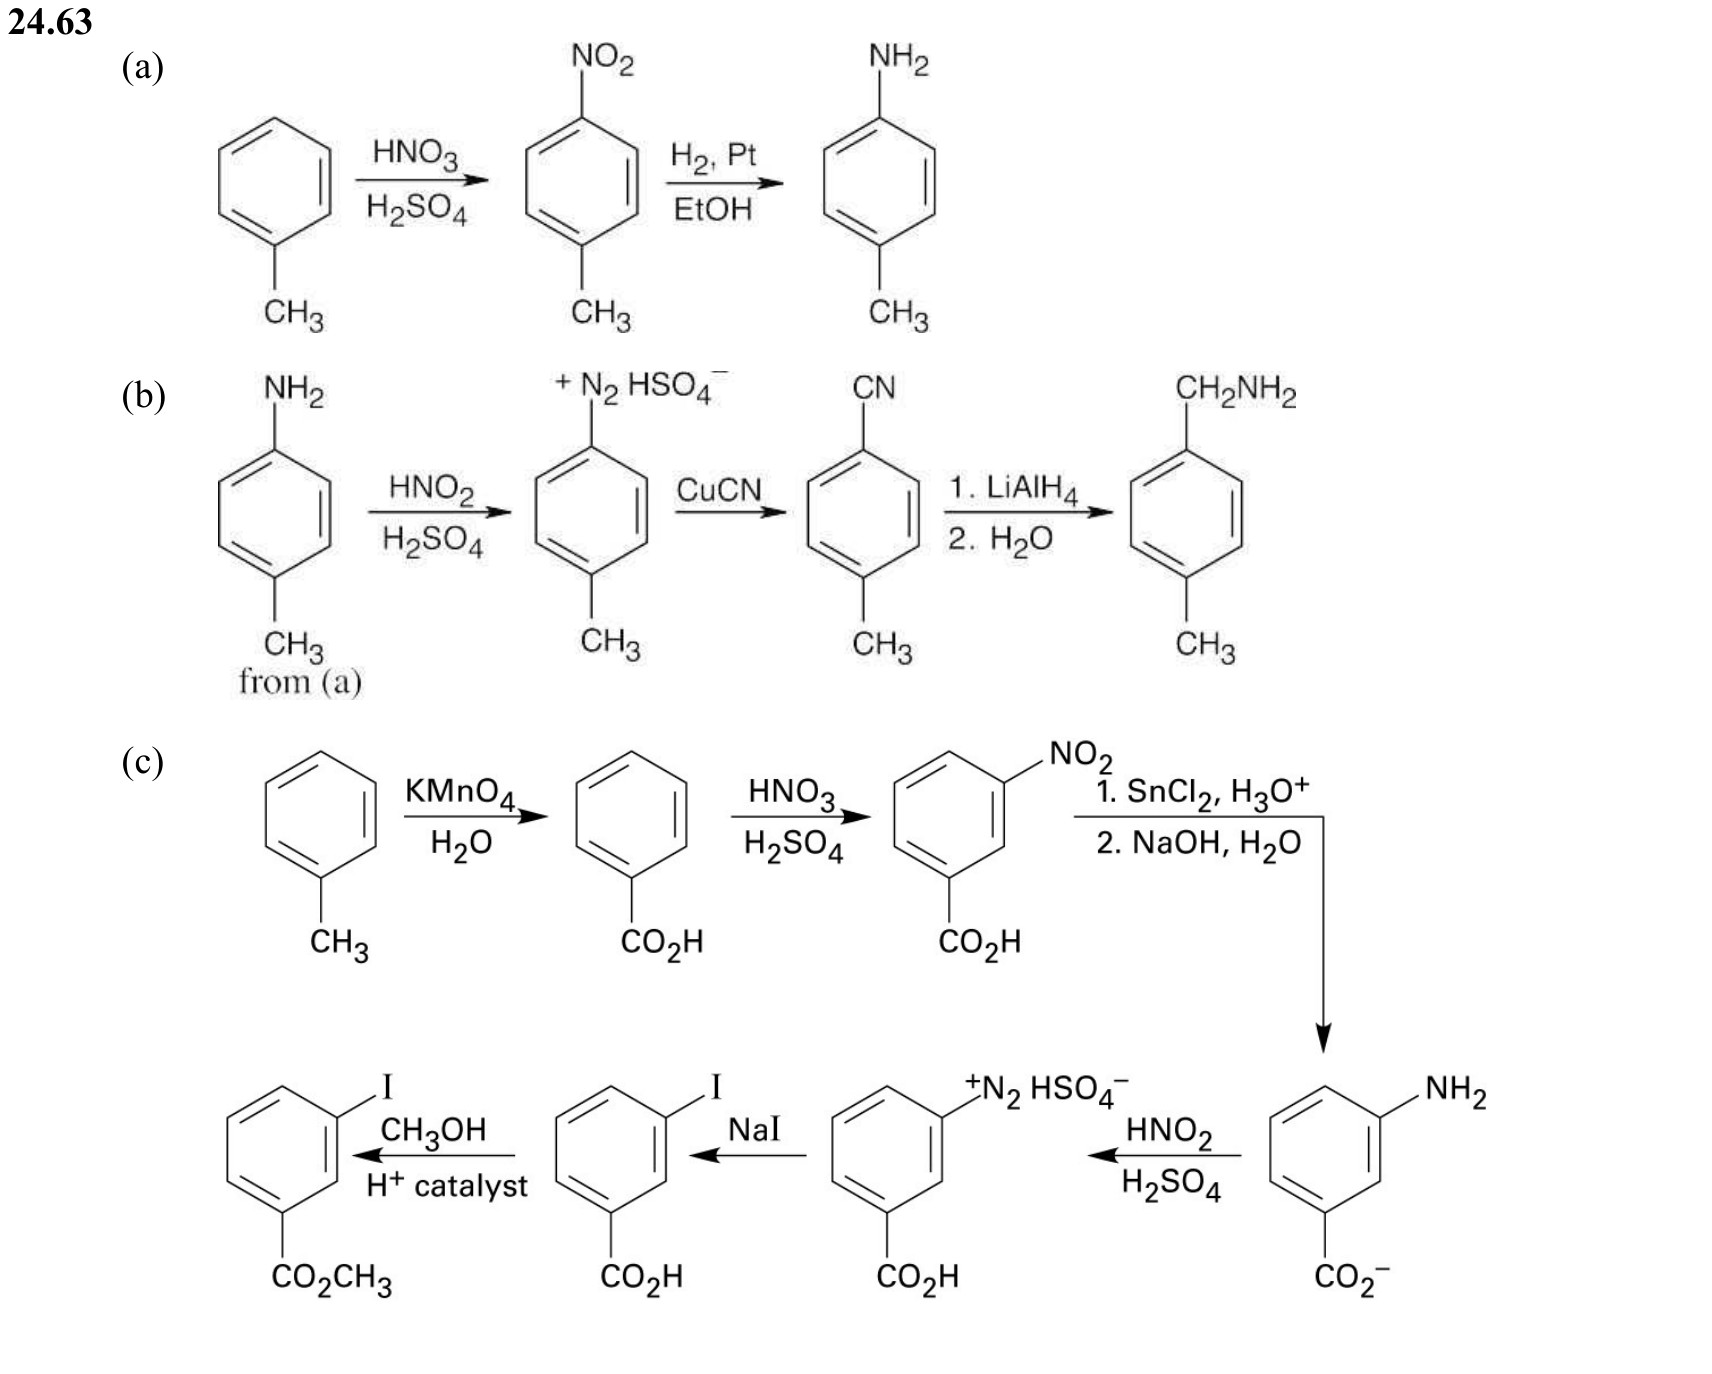 24.63
(a)
NO₂
NH₂
HNO₃
H₂SO₄
H₂, Pt
EtOH
CH₃
CH₃
CH₃
(b)
NH₂
⁺N₂ HSO₄⁻
CN
CH₂NH₂
HNO₂
H₂SO₄
CuCN
1. LiAlH₄
2. H₂O
CH₃
CH₃
CH₃
CH₃
from (a)
(c)
NO₂
KMnO₄
H₂O
HNO₃
H₂SO₄
1. SnCl₂, H₃O⁺
2. NaOH, H₂O
CH₃
CO₂H
CO₂H
I
I
⁺N₂ HSO₄⁻
NH₂
CH₃OH
H⁺ catalyst
NaI
HNO₂
H₂SO₄
CO₂CH₃
CO₂H
CO₂H
CO₂⁻